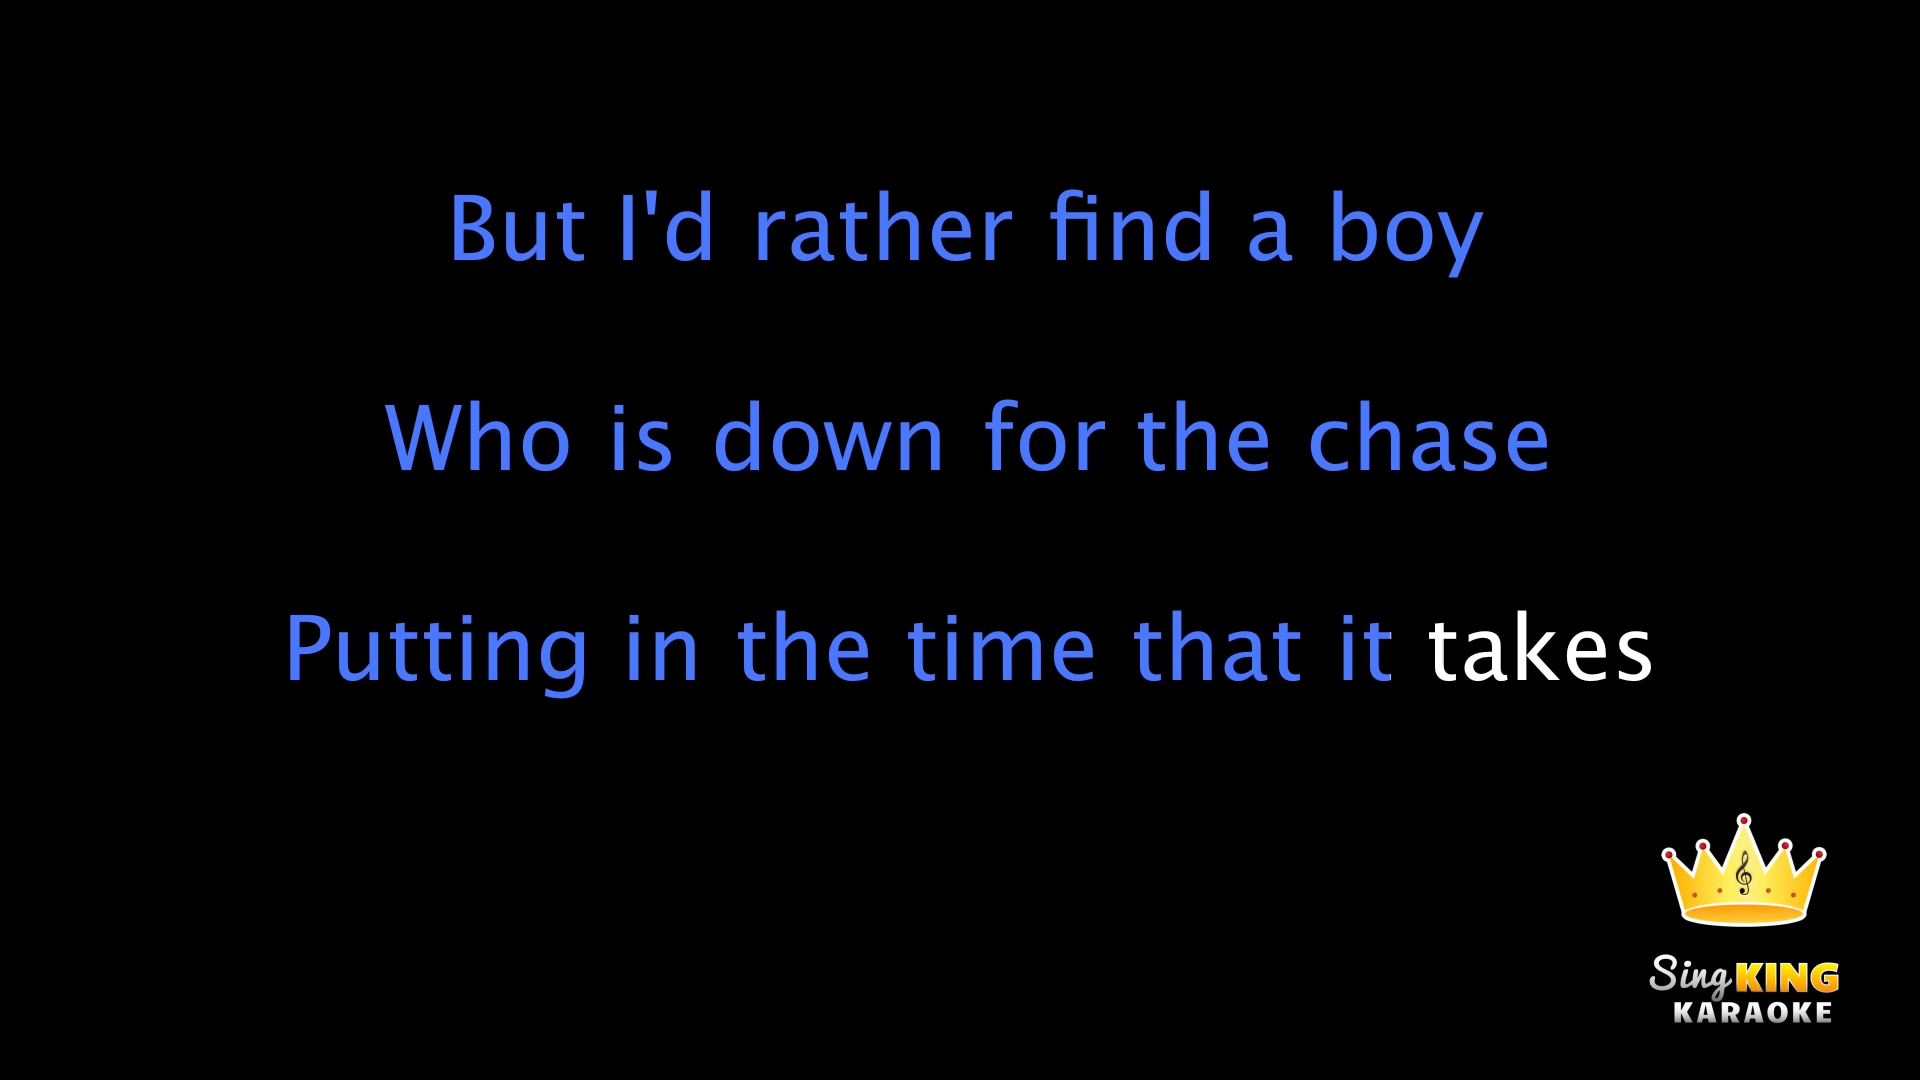 But I'd rather find a boy
Who is down for the chase
Putting in the time that it takes
Sing KING
KARAOKE